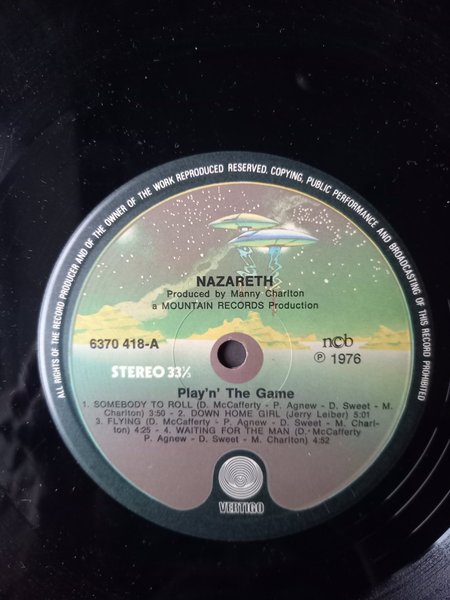 ALL RIGHTS OF THE RECORD PRODUCER AND OF THE OWNER OF THE WORK REPRODUCED RESERVED. COPYING, PUBLIC PERFORMANCE AND BROADCASTING OF THIS RECORD PROHIBITED
NAZARETH
Produced by Manny Charlton
a MOUNTAIN RECORDS Production
6370 418-A
ncb
Ⓟ 1976
STEREO 33⅓
Play'n' The Game
1. SOMEBODY TO ROLL (D. McCafferty - P. Agnew - D. Sweet - M.
Charlton) 3:50 - 2. DOWN HOME GIRL (Jerry Leiber) 5:01
3. FLYING (D. McCafferty - P. Agnew - D. Sweet - M. Charl-
ton) 4:25 - 4. WAITING FOR THE MAN (D. McCafferty
P. Agnew - D. Sweet - M. Charlton) 4:52
VERTIGO